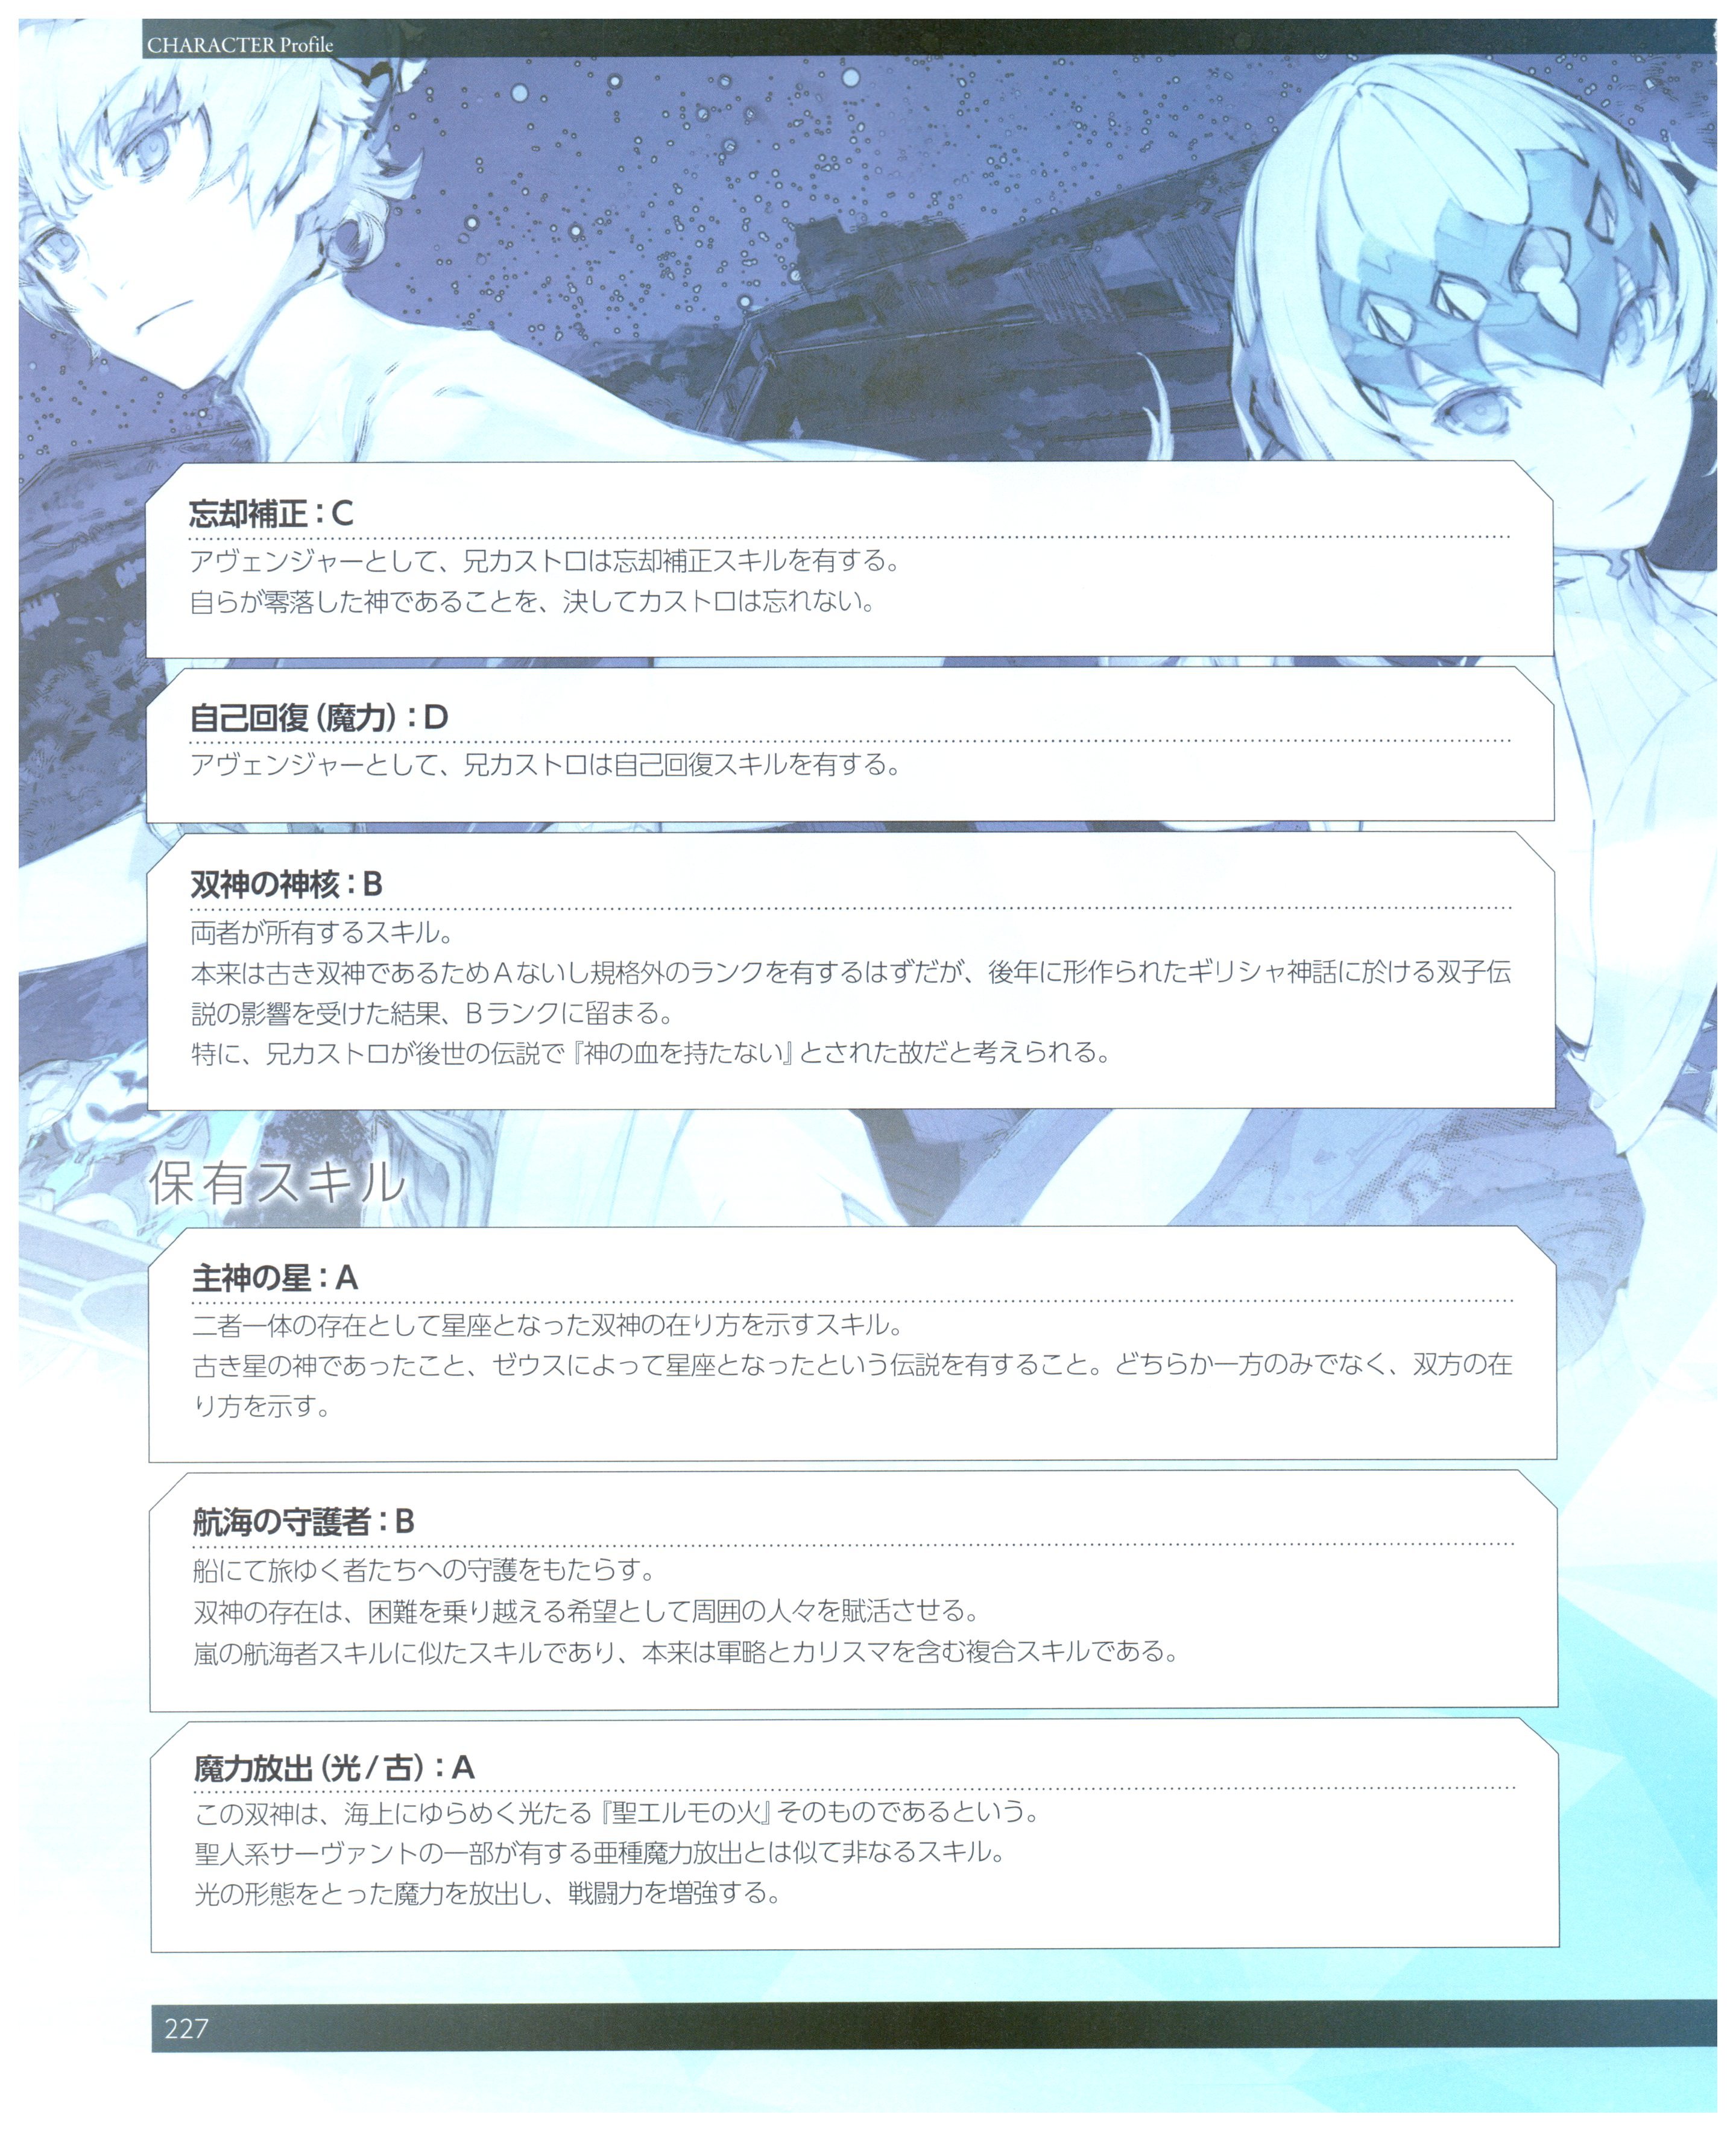 CHARACTER Profile
忘却補正：C
アヴェンジャーとして、兄カストロは忘却補正スキルを有する。
自らが零落した神であることを、決してカストロは忘れない。
自己回復（魔力）：D
アヴェンジャーとして、兄カストロは自己回復スキルを有する。
双神の神核：B
両者が所有するスキル。
本来は古き双神であるためＡないし規格外のランクを有するはずだが、後年に形作られたギリシャ神話に於ける双子伝
説の影響を受けた結果、Ｂランクに留まる。
特に、兄カストロが後世の伝説で『神の血を持たない』とされた故だと考えられる。
保有スキル
主神の星：A
二者一体の存在として星座となった双神の在り方を示すスキル。
古き星の神であったこと、ゼウスによって星座となったという伝説を有すること。どちらか一方のみでなく、双方の在
り方を示す。
航海の守護者：B
船にて旅ゆく者たちへの守護をもたらす。
双神の存在は、困難を乗り越える希望として周囲の人々を賦活させる。
嵐の航海者スキルに似たスキルであり、本来は軍略とカリスマを含む複合スキルである。
魔力放出（光/古）：A
この双神は、海上にゆらめく光たる『聖エルモの火』そのものであるという。
聖人系サーヴァントの一部が有する亜種魔力放出とは似て非なるスキル。
光の形態をとった魔力を放出し、戦闘力を増強する。
227